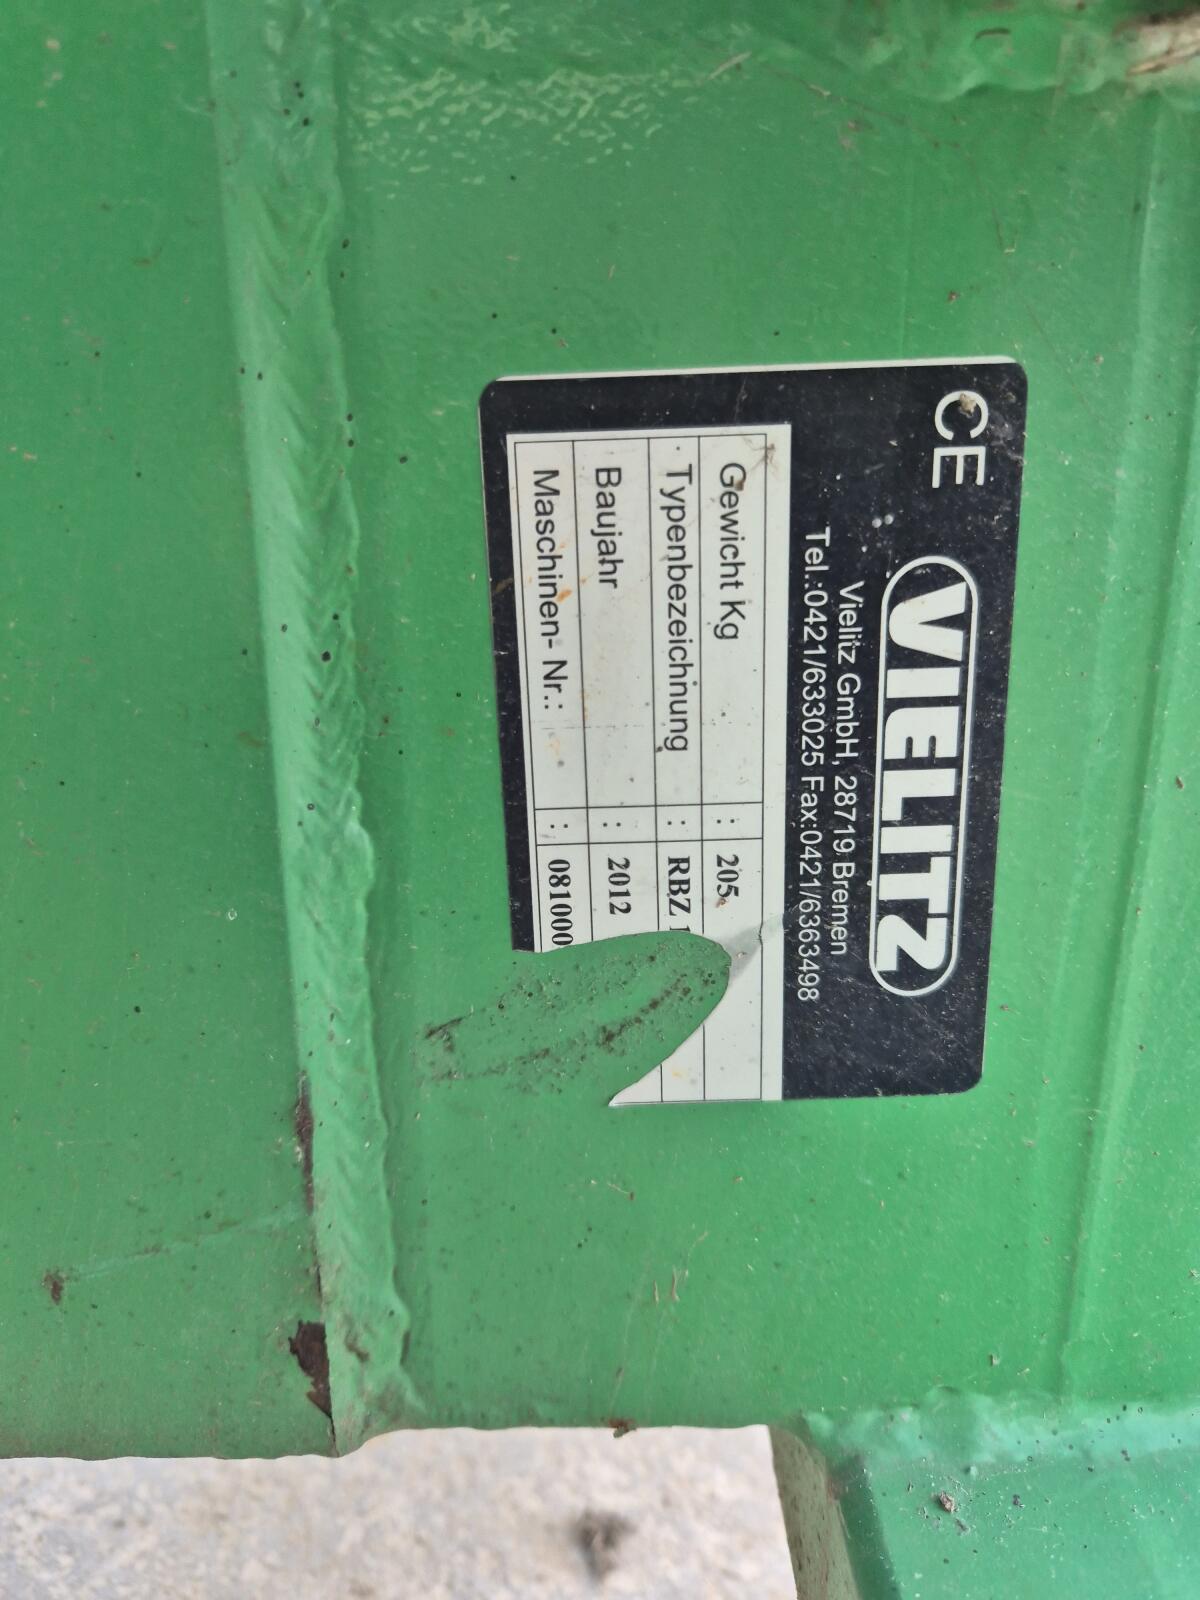 CE
VIELITZ
Vielitz GmbH, 28719 Bremen
Tel.:0421/633025 Fax:0421/6363498
Gewicht Kg : 205
Typenbezeichnung : RBZ
Baujahr : 2012
Maschinen- Nr.: : 081000